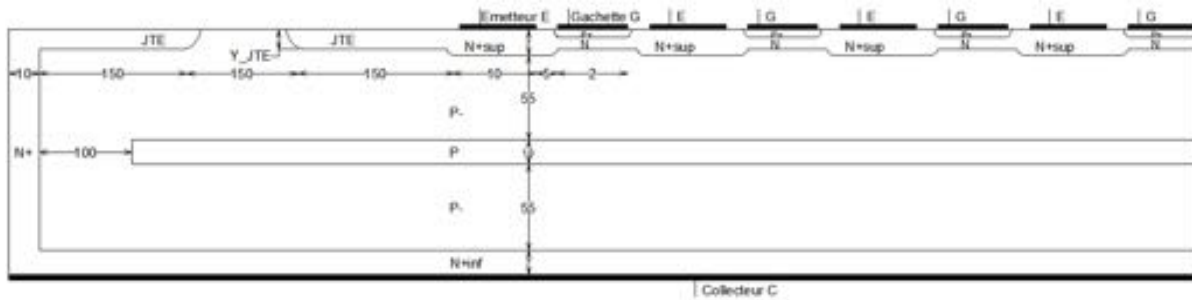 Emetteur E Gachette G E G E G E G
JTE JTE N+sup N N+sup N N+sup N N+sup N
Y_JTE
10 150 150 150 10 5 2
55
P-
N+ 100 P
P- 55
N+inf
Collecteur C